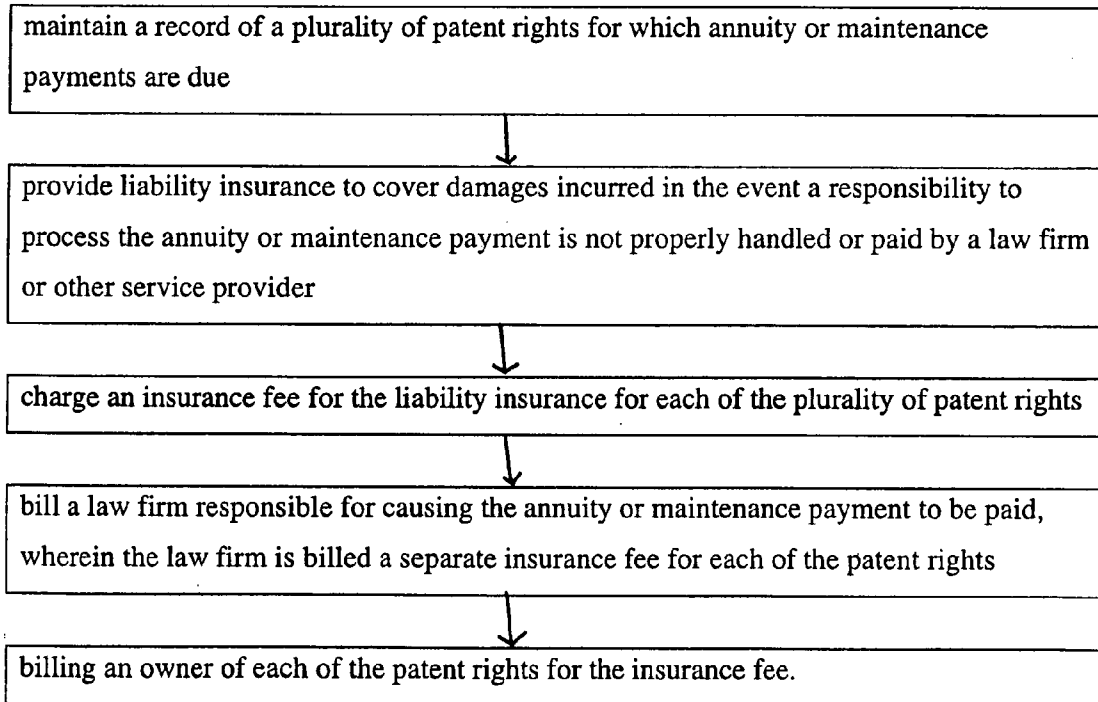 maintain a record of a plurality of patent rights for which annuity or maintenance
payments are due
provide liability insurance to cover damages incurred in the event a responsibility to
process the annuity or maintenance payment is not properly handled or paid by a law firm
or other service provider
charge an insurance fee for the liability insurance for each of the plurality of patent rights
bill a law firm responsible for causing the annuity or maintenance payment to be paid,
wherein the law firm is billed a separate insurance fee for each of the patent rights
billing an owner of each of the patent rights for the insurance fee.